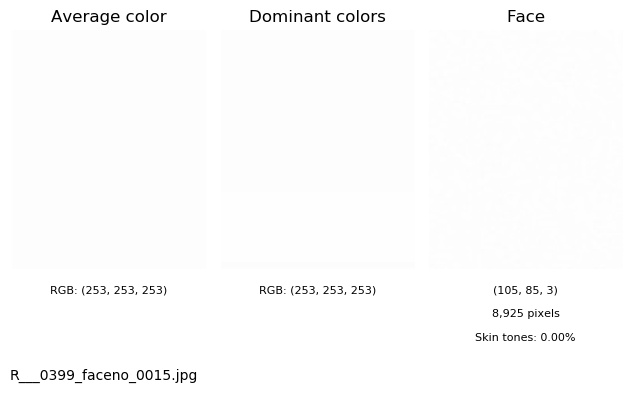 Average color
Dominant colors
Face
RGB: (253, 253, 253)
RGB: (253, 253, 253)
(105, 85, 3)
8,925 pixels
Skin tones: 0.00%
R___0399_faceno_0015.jpg